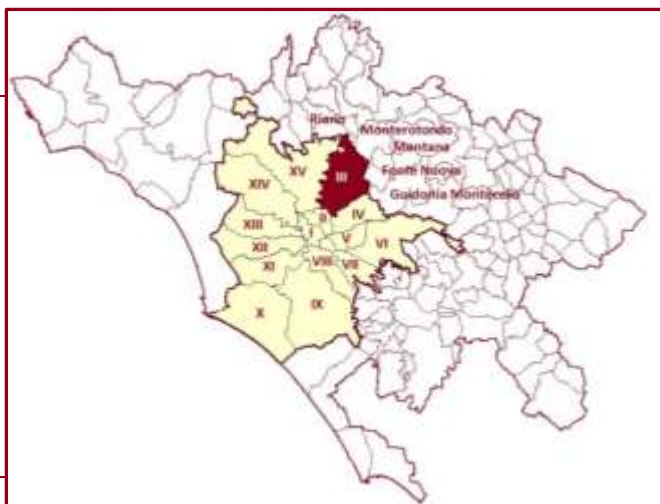 Riano
Monterotondo
Mentana
Fonte Nuova
Guidonia Montecelio
XV
III
XIV
II
IV
XIII
I
V
VI
XII
XI
VIII
VII
IX
X